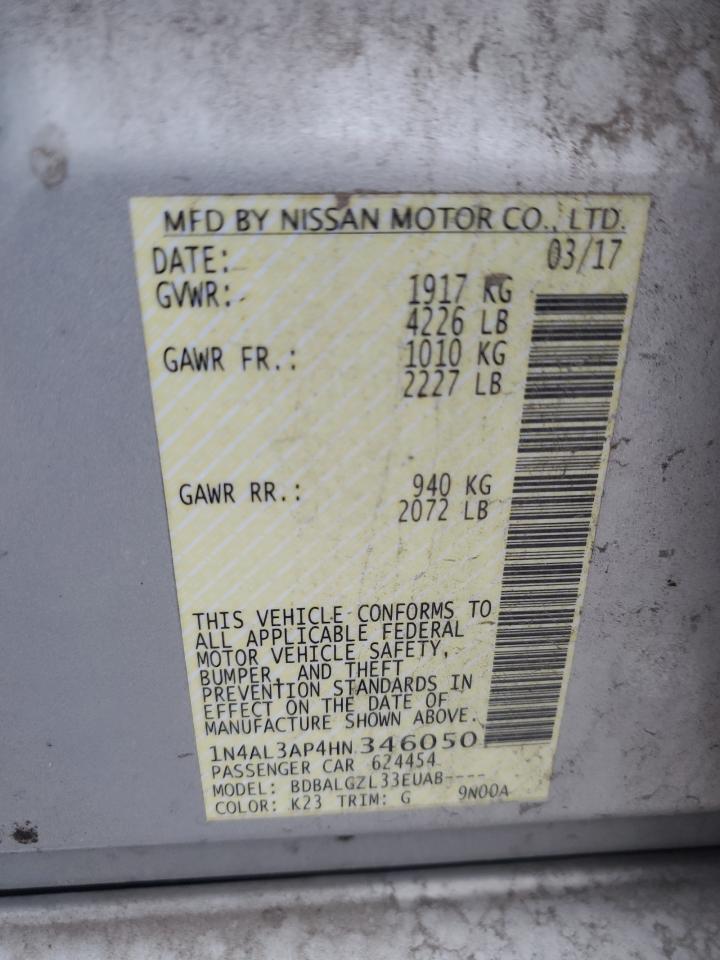 MFD BY NISSAN MOTOR CO., LTD.
DATE: 03/17
GVWR: 1917 KG
4226 LB
GAWR FR.: 1010 KG
2227 LB
GAWR RR.: 940 KG
2072 LB
THIS VEHICLE CONFORMS TO
ALL APPLICABLE FEDERAL
MOTOR VEHICLE SAFETY,
BUMPER, AND THEFT
PREVENTION STANDARDS IN
EFFECT ON THE DATE OF
MANUFACTURE SHOWN ABOVE.
1N4AL3AP4HN 346050
PASSENGER CAR 624454
MODEL: BDBALGZL33EUAB----
COLOR: K23 TRIM: G 9N00A